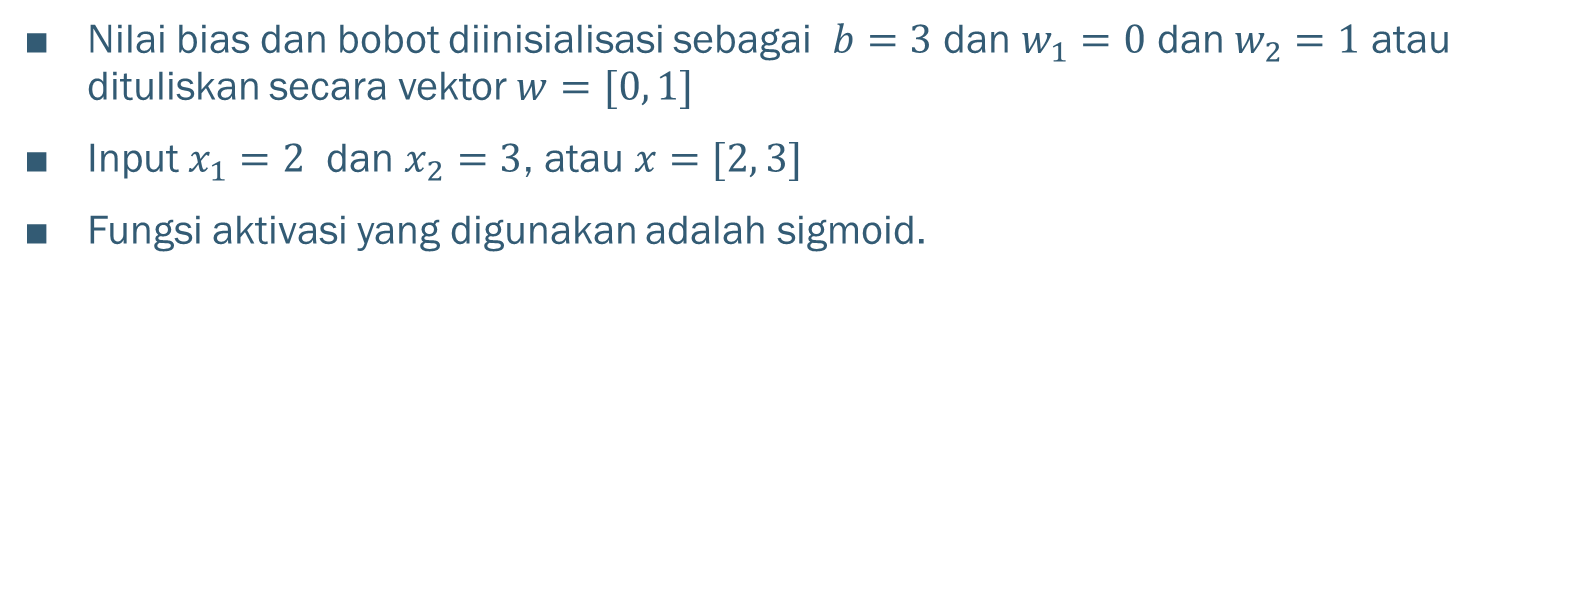 ▪ Nilai bias dan bobot diinisialisasi sebagai b = 3 dan w₁ = 0 dan w₂ = 1 atau
dituliskan secara vektor w = [0, 1]
▪ Input x₁ = 2 dan x₂ = 3, atau x = [2, 3]
▪ Fungsi aktivasi yang digunakan adalah sigmoid.